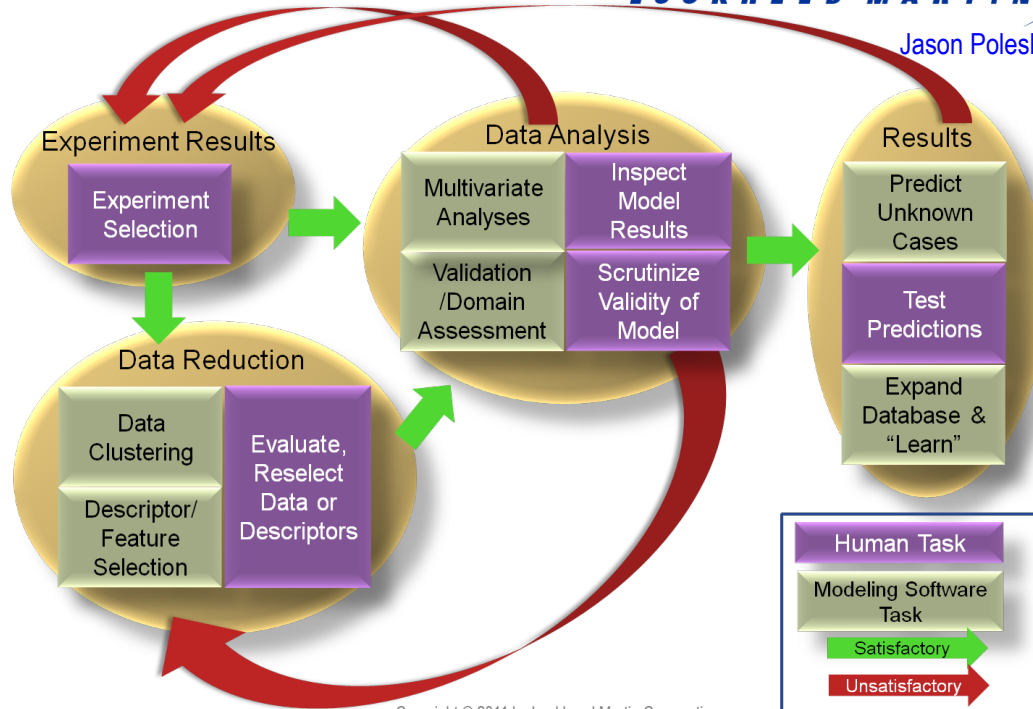 Experiment Results
Experiment
Selection
Data Analysis
Multivariate
Analyses
Inspect
Model
Results
Validation
/Domain
Assessment
Scrutinize
Validity of
Model
Results
Predict
Unknown
Cases
Test
Predictions
Expand
Database &
“Learn”
Data Reduction
Data
Clustering
Descriptor/
Feature
Selection
Evaluate,
Reselect
Data or
Descriptors
Human Task
Modeling Software
Task
Satisfactory
Unsatisfactory